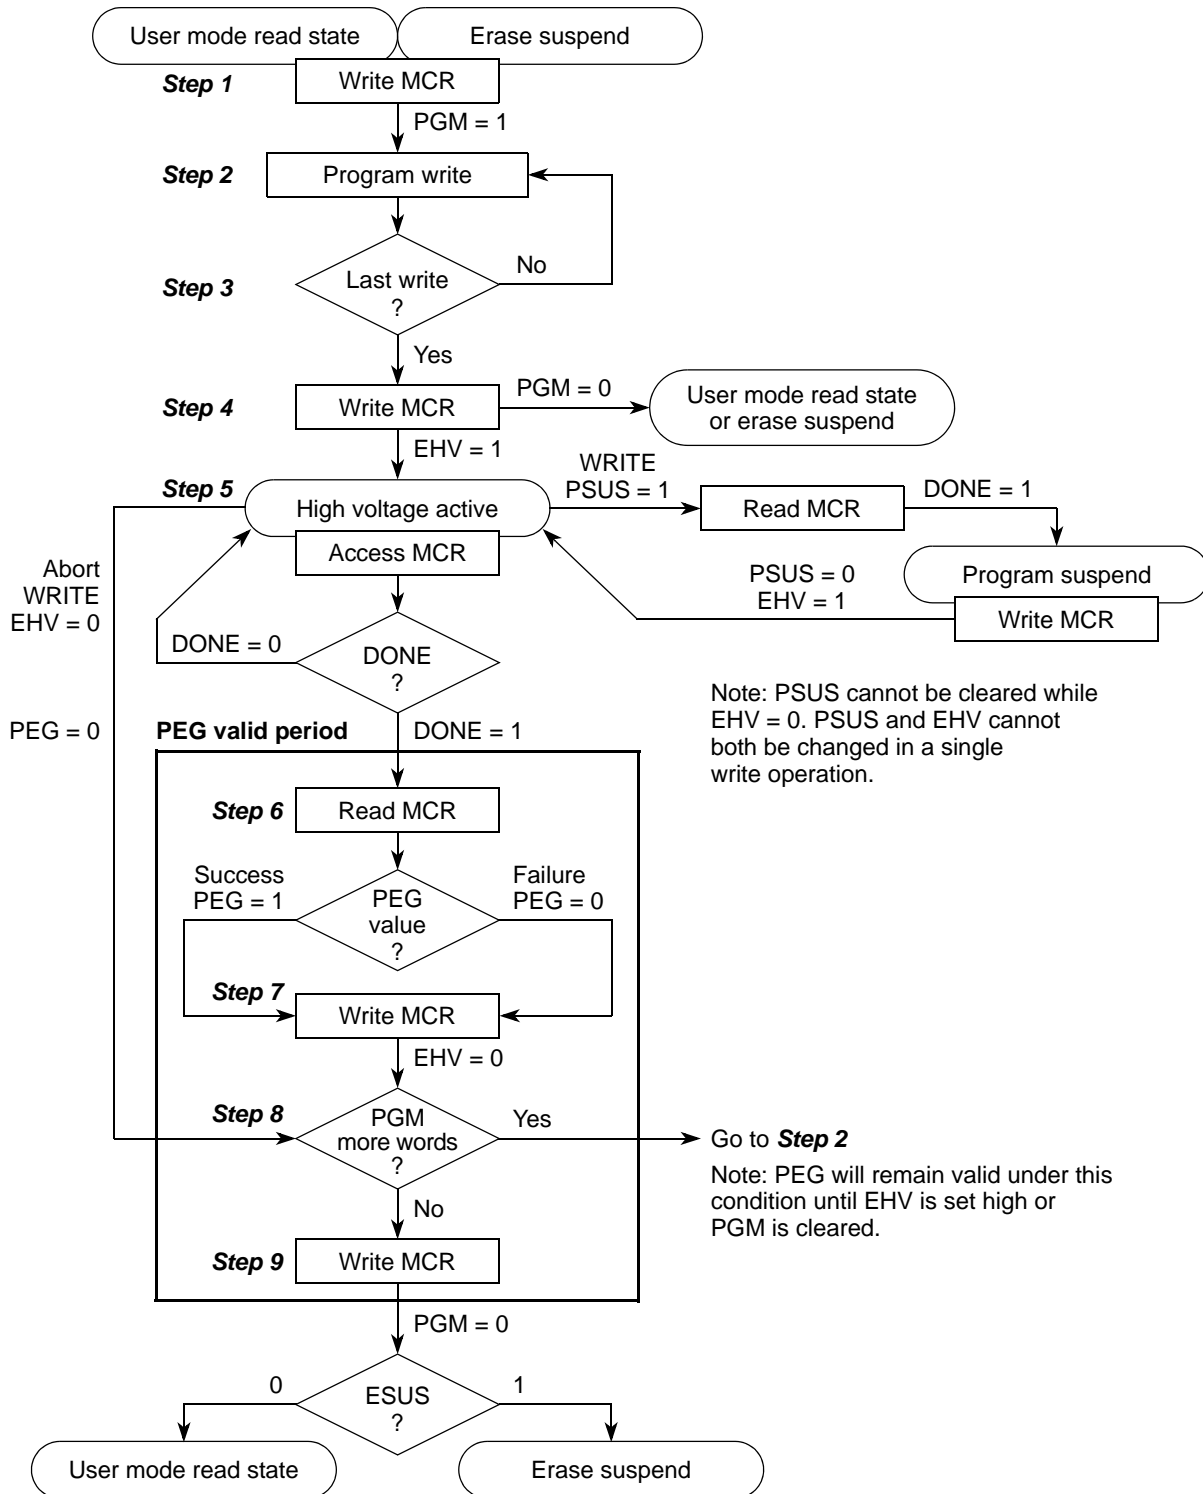 User mode read state
Erase suspend
Step 1
Write MCR
PGM = 1
Step 2
Program write
Step 3
Last write
?
No
Yes
Step 4
Write MCR
PGM = 0
User mode read state
or erase suspend
EHV = 1
Step 5
High voltage active
WRITE
PSUS = 1
Read MCR
DONE = 1
Access MCR
Abort
WRITE
EHV = 0
PSUS = 0
EHV = 1
Program suspend
Write MCR
DONE = 0
DONE
?
Note: PSUS cannot be cleared while
EHV = 0. PSUS and EHV cannot
both be changed in a single
write operation.
PEG = 0
PEG valid period
DONE = 1
Step 6
Read MCR
Success
PEG = 1
PEG
value
?
Failure
PEG = 0
Step 7
Write MCR
EHV = 0
Step 8
PGM
more words
?
Yes
Go to Step 2
Note: PEG will remain valid under this
condition until EHV is set high or
PGM is cleared.
No
Step 9
Write MCR
PGM = 0
0
ESUS
?
1
User mode read state
Erase suspend